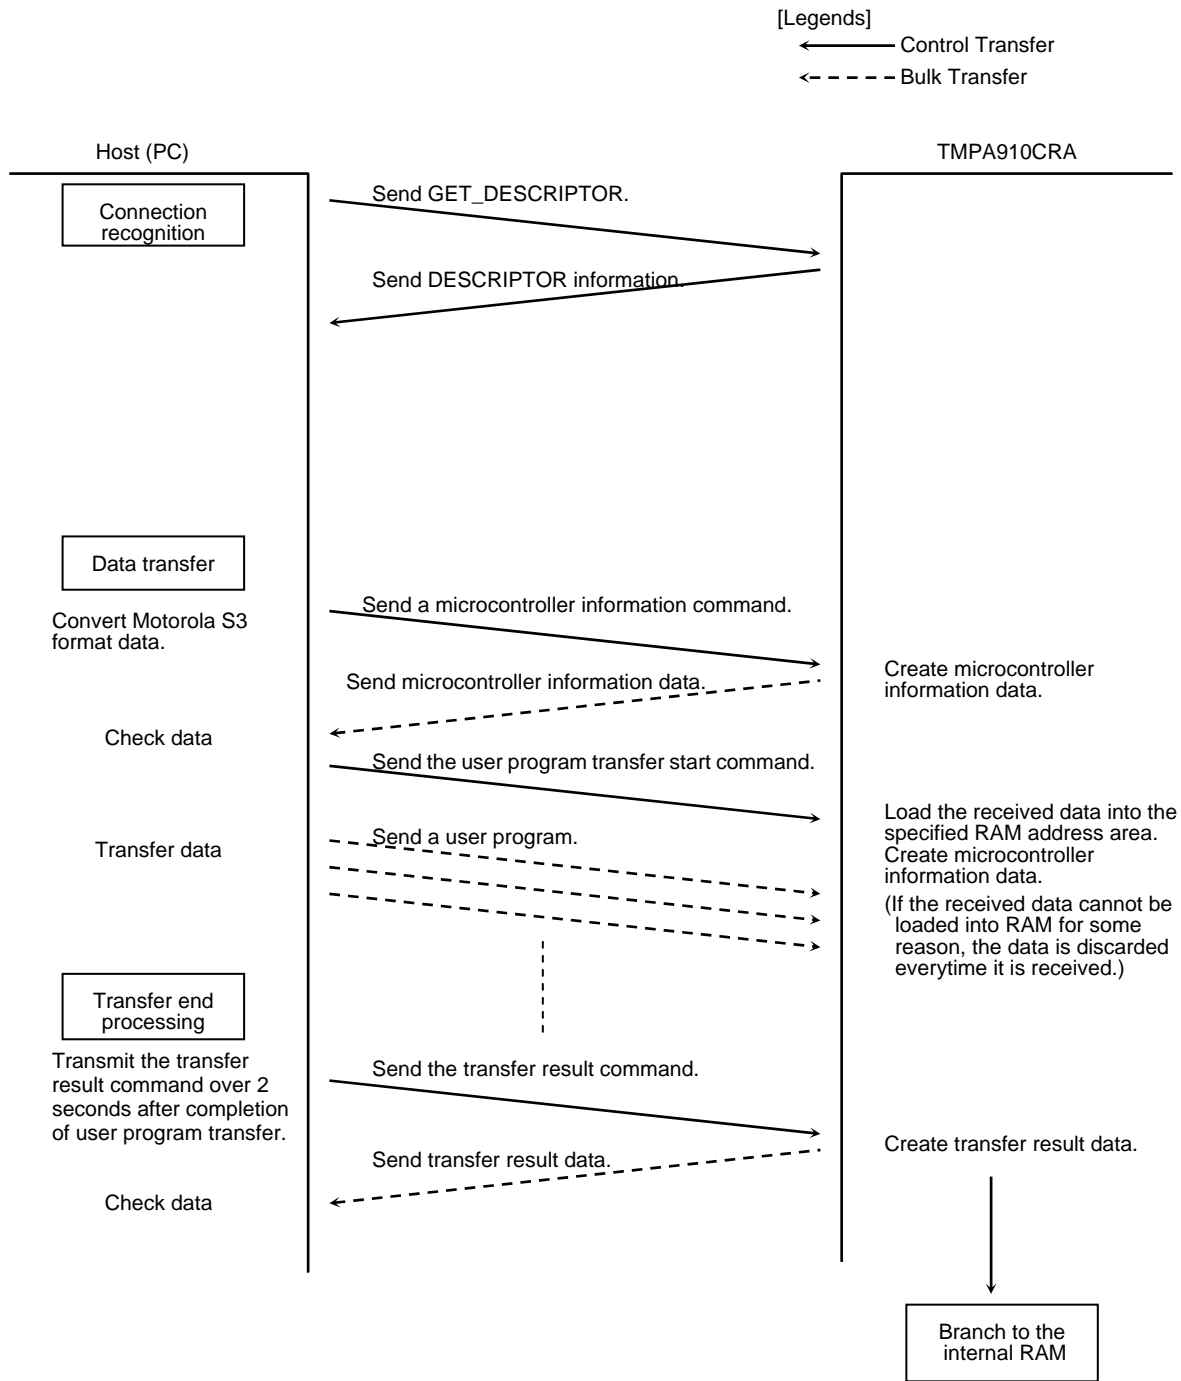 [Legends]
Control Transfer
Bulk Transfer
Host (PC)
TMPA910CRA
Connection
recognition
Send GET_DESCRIPTOR.
Send DESCRIPTOR information.
Data transfer
Convert Motorola S3
format data.
Send a microcontroller information command.
Create microcontroller
information data.
Send microcontroller information data.
Check data
Send the user program transfer start command.
Load the received data into the
specified RAM address area.
Create microcontroller
information data.
(If the received data cannot be
loaded into RAM for some
reason, the data is discarded
everytime it is received.)
Transfer data
Send a user program.
Transfer end
processing
Transmit the transfer
result command over 2
seconds after completion
of user program transfer.
Send the transfer result command.
Create transfer result data.
Send transfer result data.
Check data
Branch to the
internal RAM